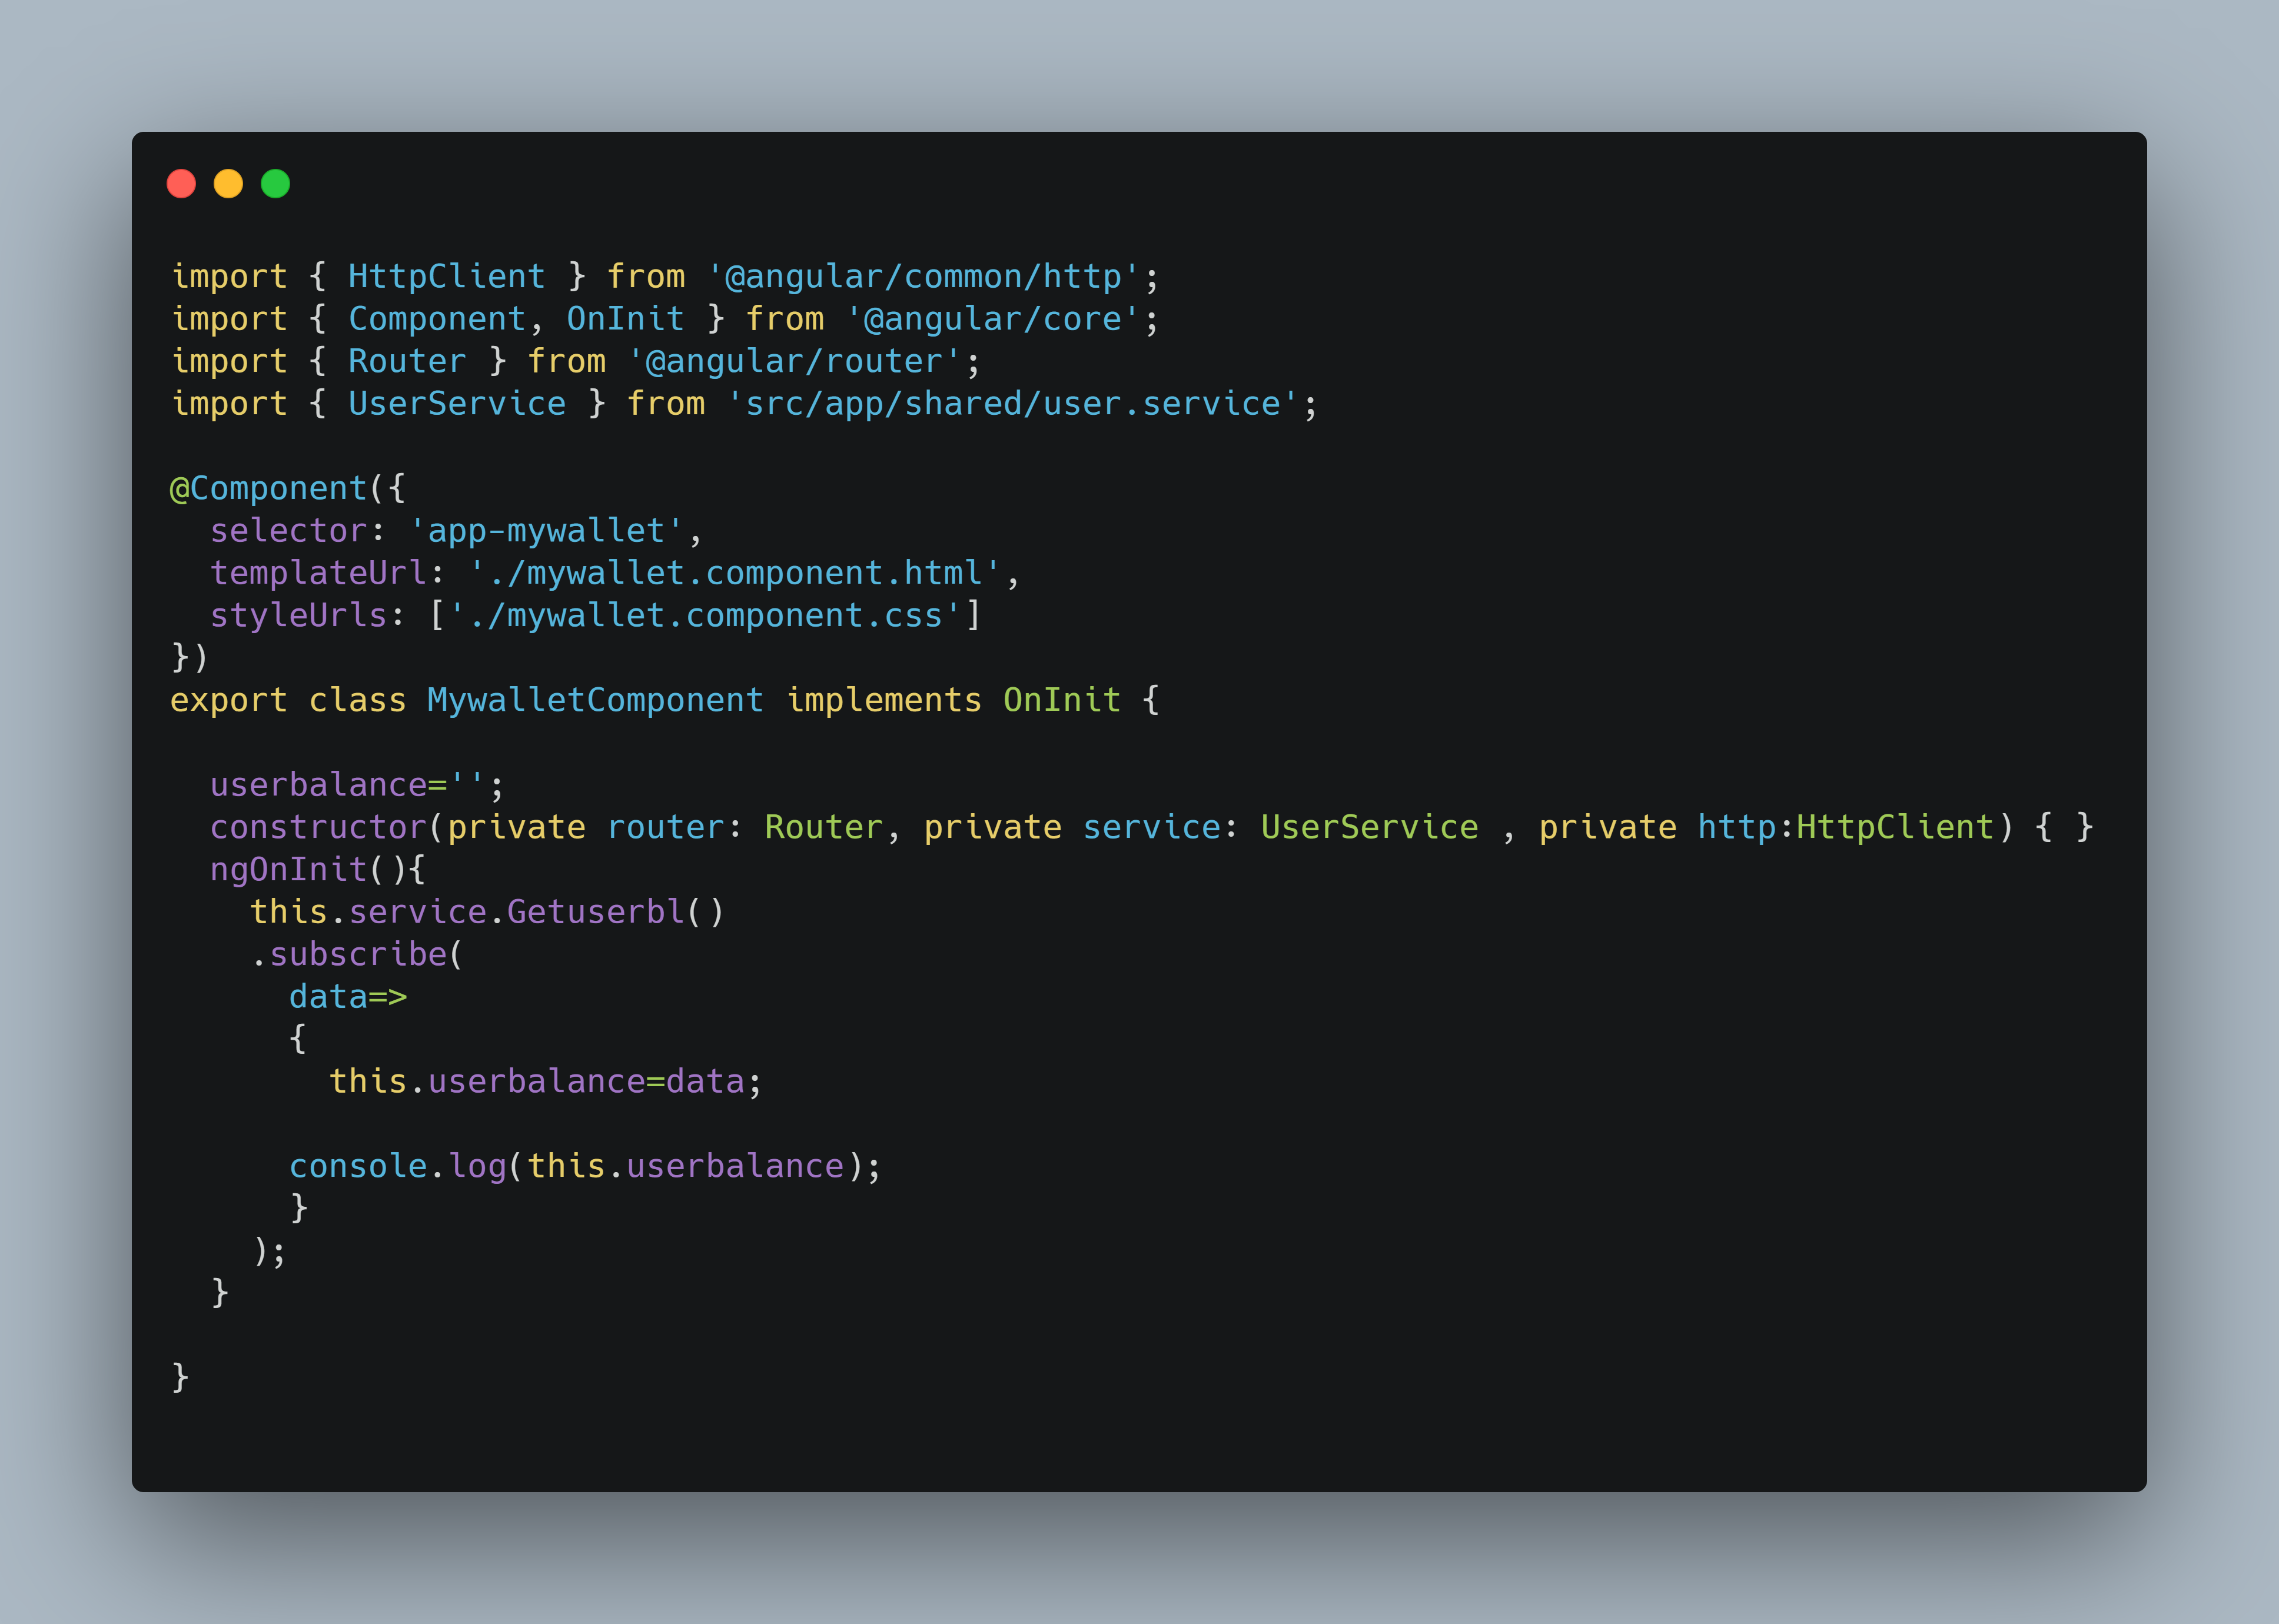 import { HttpClient } from '@angular/common/http';
import { Component, OnInit } from '@angular/core';
import { Router } from '@angular/router';
import { UserService } from 'src/app/shared/user.service';

@Component({
  selector: 'app-mywallet',
  templateUrl: './mywallet.component.html',
  styleUrls: ['./mywallet.component.css']
})
export class MywalletComponent implements OnInit {

  userbalance='';
  constructor(private router: Router, private service: UserService , private http:HttpClient) { }
  ngOnInit(){
    this.service.Getuserbl()
    .subscribe(
      data=>
      {
        this.userbalance=data;

      console.log(this.userbalance);
      }
    );
  }

}